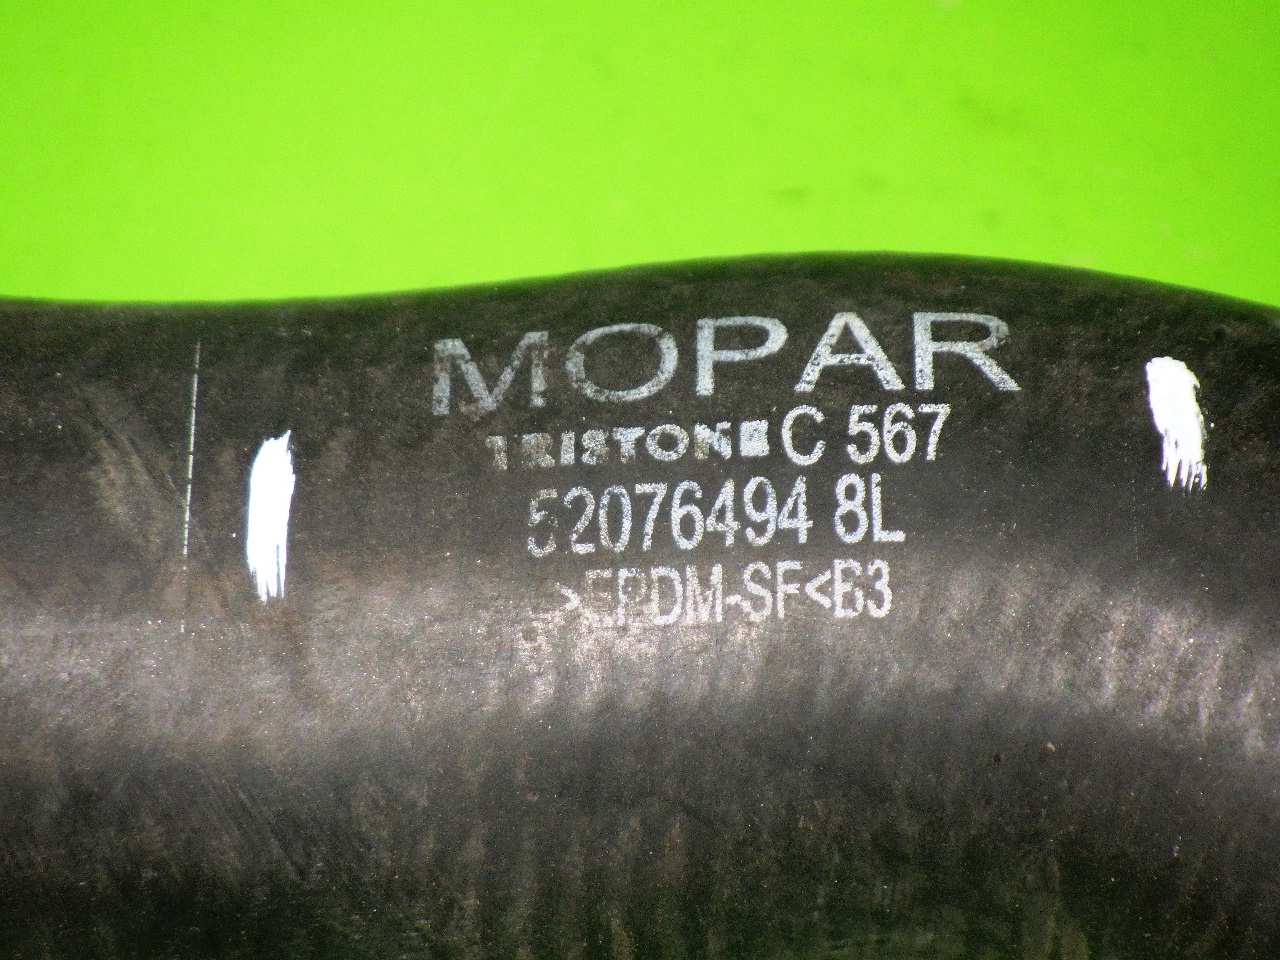 MOPAR
TRISTONE C 567
52076494 8L
>EPDM-SF<B3